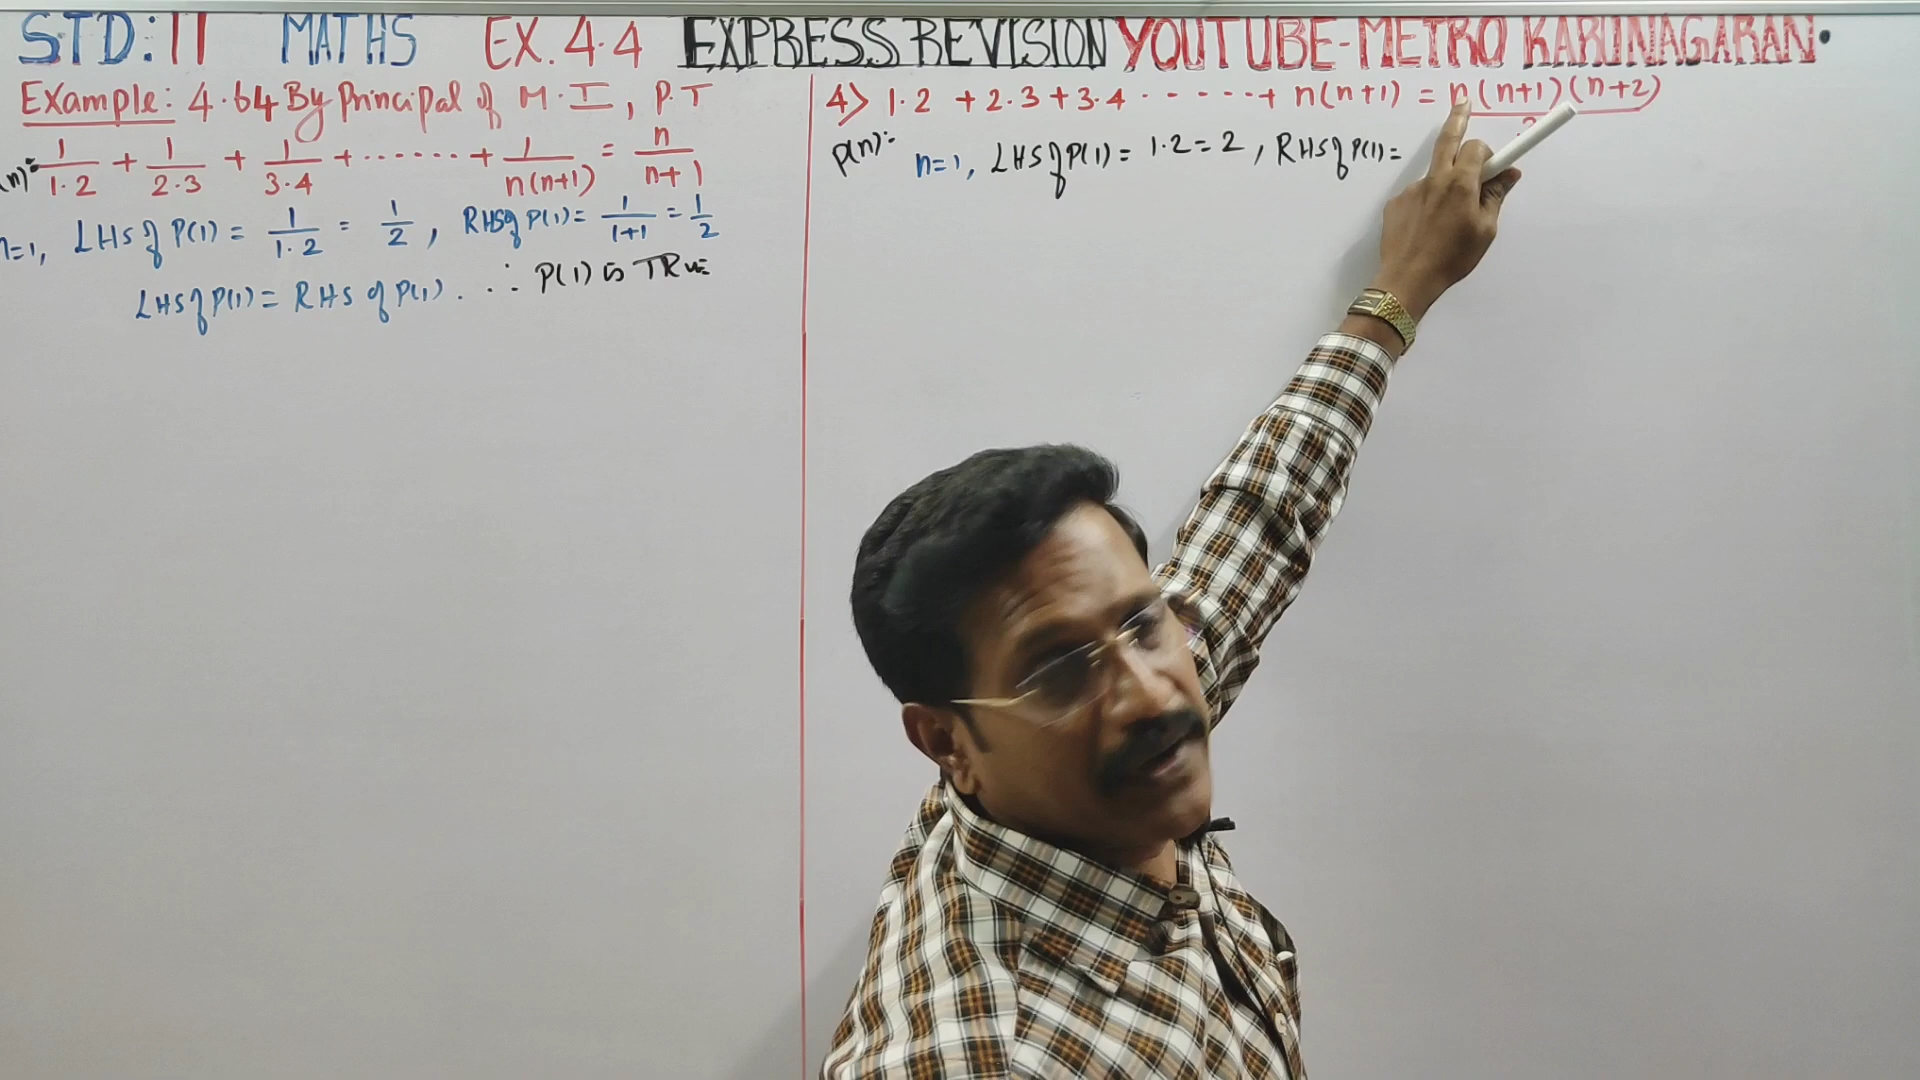 STD: 11 MATHS EX. 4.4 EXPRESS REVISION YOUTUBE-METRO KARUNAGARAN.
Example: 4.64 By Principal of M.I, P.T
(n):- 1/1.2 + 1/2.3 + 1/3.4 + ...... + 1/n(n+1) = n/n+1
n=1, LHS of P(1) = 1/1.2 = 1/2, RHS of P(1) = 1/1+1 = 1/2
LHS of P(1) = RHS of P(1). ∴ P(1) is TRUE
4) 1.2 + 2.3 + 3.4 ...... + n(n+1) = n(n+1)(n+2)/3
P(n):- n=1, LHS of P(1) = 1.2 = 2, RHS of P(1) =